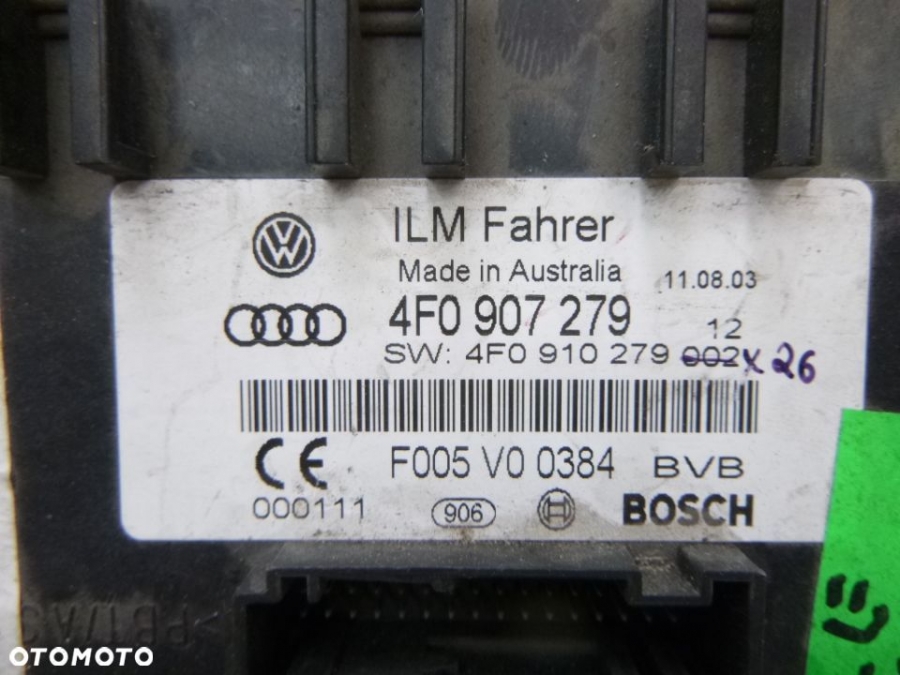 ILM Fahrer
Made in Australia 11.08.03
4F0 907 279 12
SW: 4F0 910 279 002 x 26
CE F005 V0 0384 BVB
000111 906 BOSCH
OTOMOTO